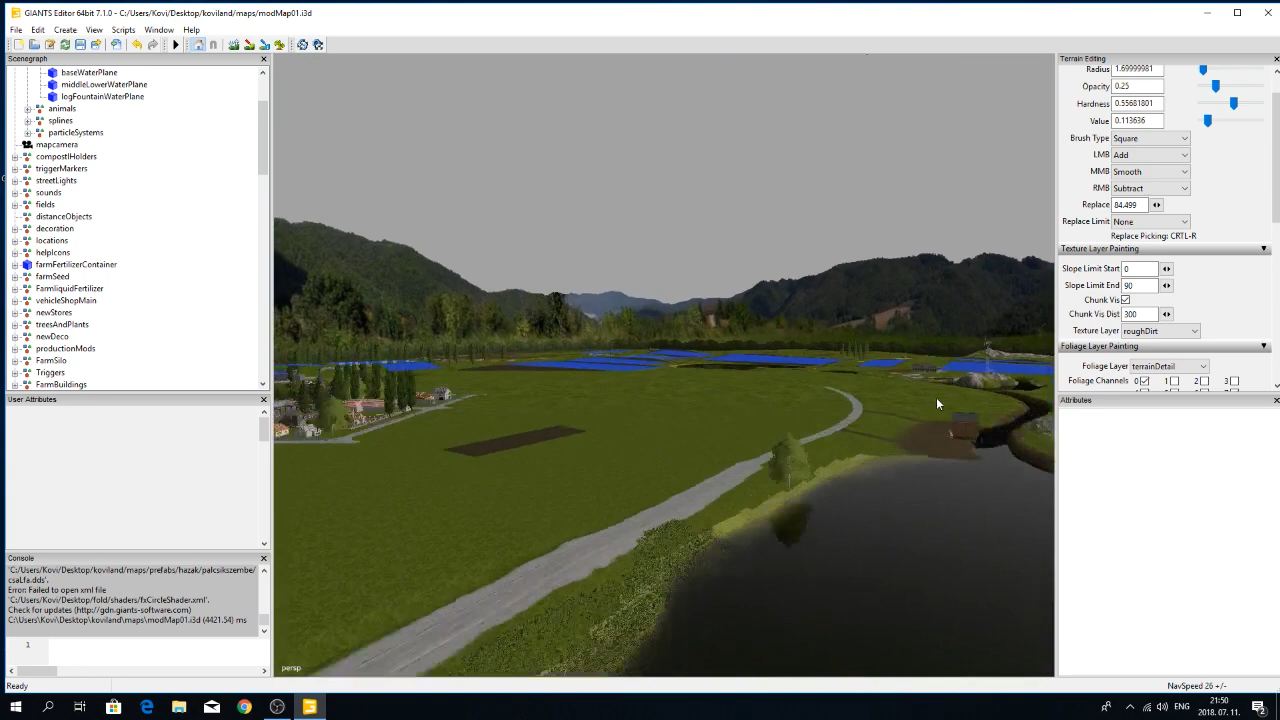 GIANTS Editor 64bit 7.1.0 - C:/Users/Kovi/Desktop/koviland/maps/modMap01.i3d
File Edit Create View Scripts Window Help
Scenegraph
baseWaterPlane
middleLowerWaterPlane
logFountainWaterPlane
animals
splines
particleSystems
mapcamera
compostlHolders
triggerMarkers
streetLights
sounds
fields
distanceObjects
decoration
locations
helpIcons
farmFertilizerContainer
farmSeed
FarmliquidFertilizer
vehicleShopMain
newStores
treesAndPlants
newDeco
productionMods
FarmSilo
Triggers
FarmBuildings
User Attributes
Console
'C:/Users/Kovi/Desktop/koviland/maps/prefabs/hazak/palcsikszembe/
csaLfa.dds'.
Error: Failed to open xml file
'C:/Users/Kovi/Desktop/fold/shaders/fxCircleShader.xml'.
Check for updates (http://gdn.giants-software.com)
C:\Users\Kovi\Desktop\koviland\maps\modMap01.i3d (4421.54) ms
1
Ready
persp
Terrain Editing
Radius 1.69999981
Opacity 0.25
Hardness 0.55681801
Value 0.113636
Brush Type Square
LMB Add
MMB Smooth
RMB Subtract
Replace 84.499
Replace Limit None
Replace Picking: CRTL-R
Texture Layer Painting
Slope Limit Start 0
Slope Limit End 90
Chunk Vis
Chunk Vis Dist 300
Texture Layer roughDirt
Foliage Layer Painting
Foliage Layer terrainDetail
Foliage Channels 0 1 2 3
Attributes
NavSpeed 26 +/-
ENG
21:50
2018. 07. 11.
2